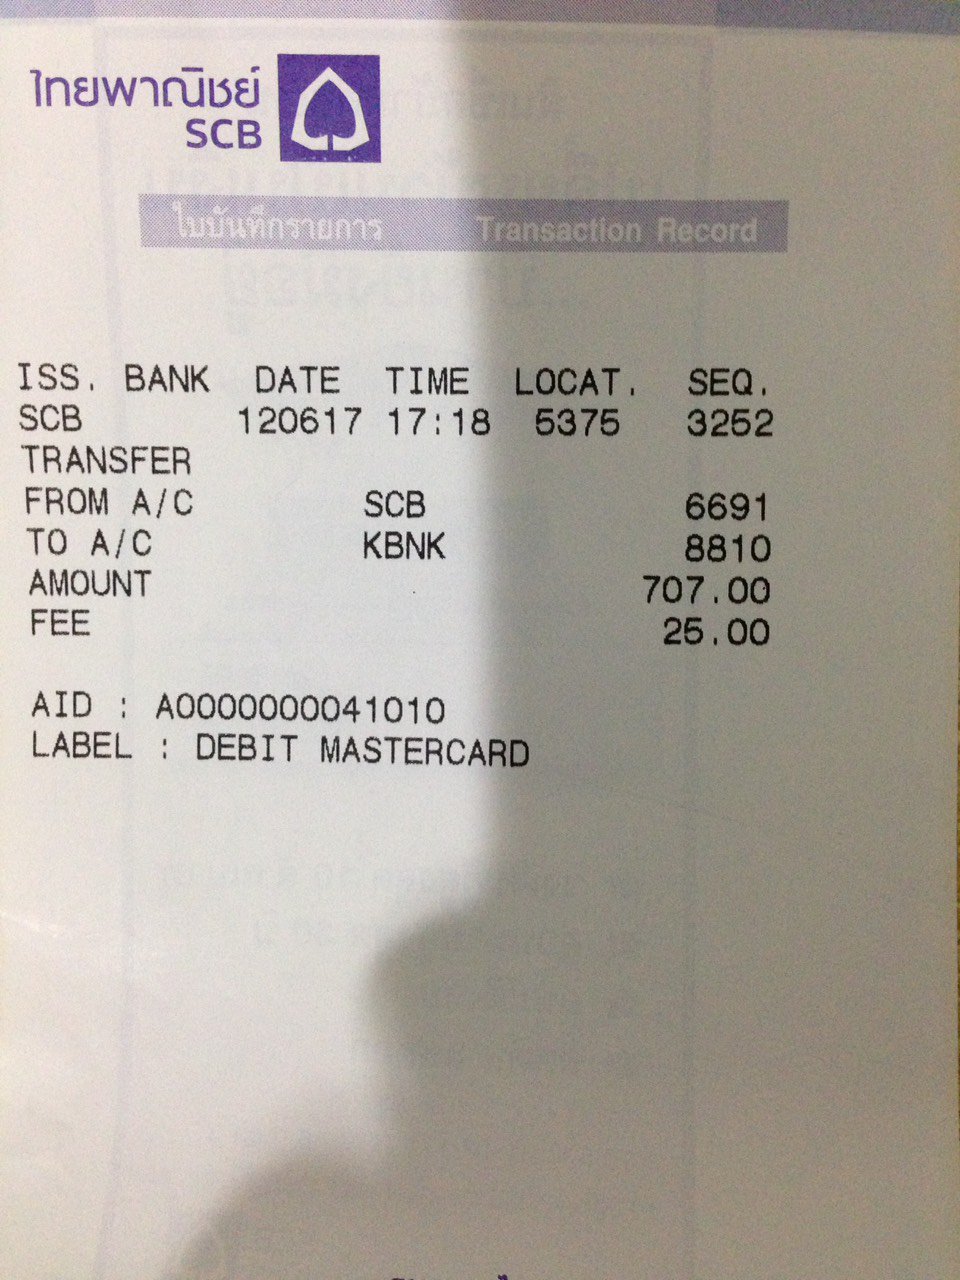 ไทยพาณิชย์
SCB
ใบบันทึกรายการ Transaction Record
ISS. BANK DATE TIME LOCAT. SEQ.
SCB 120617 17:18 5375 3252
TRANSFER
FROM A/C SCB 6691
TO A/C KBNK 8810
AMOUNT 707.00
FEE 25.00
AID : A0000000041010
LABEL : DEBIT MASTERCARD